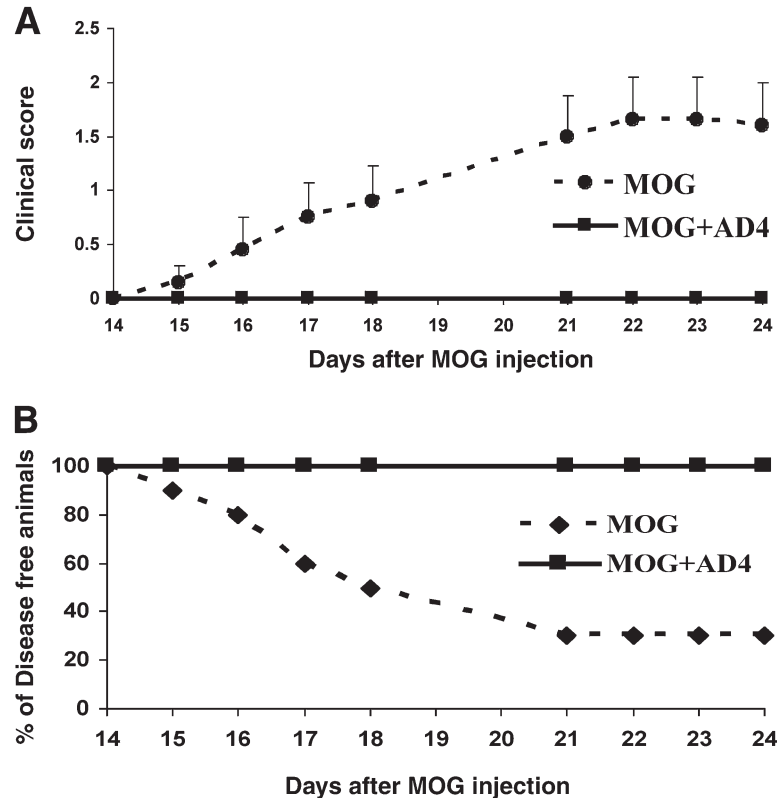 A
Clinical score
2.5
2
1.5
1
0.5
0
MOG
MOG+AD4
14 15 16 17 18 19 20 21 22 23 24
Days after MOG injection
B
% of Disease free animals
100
80
60
40
20
0
MOG
MOG+AD4
14 15 16 17 18 19 20 21 22 23 24
Days after MOG injection